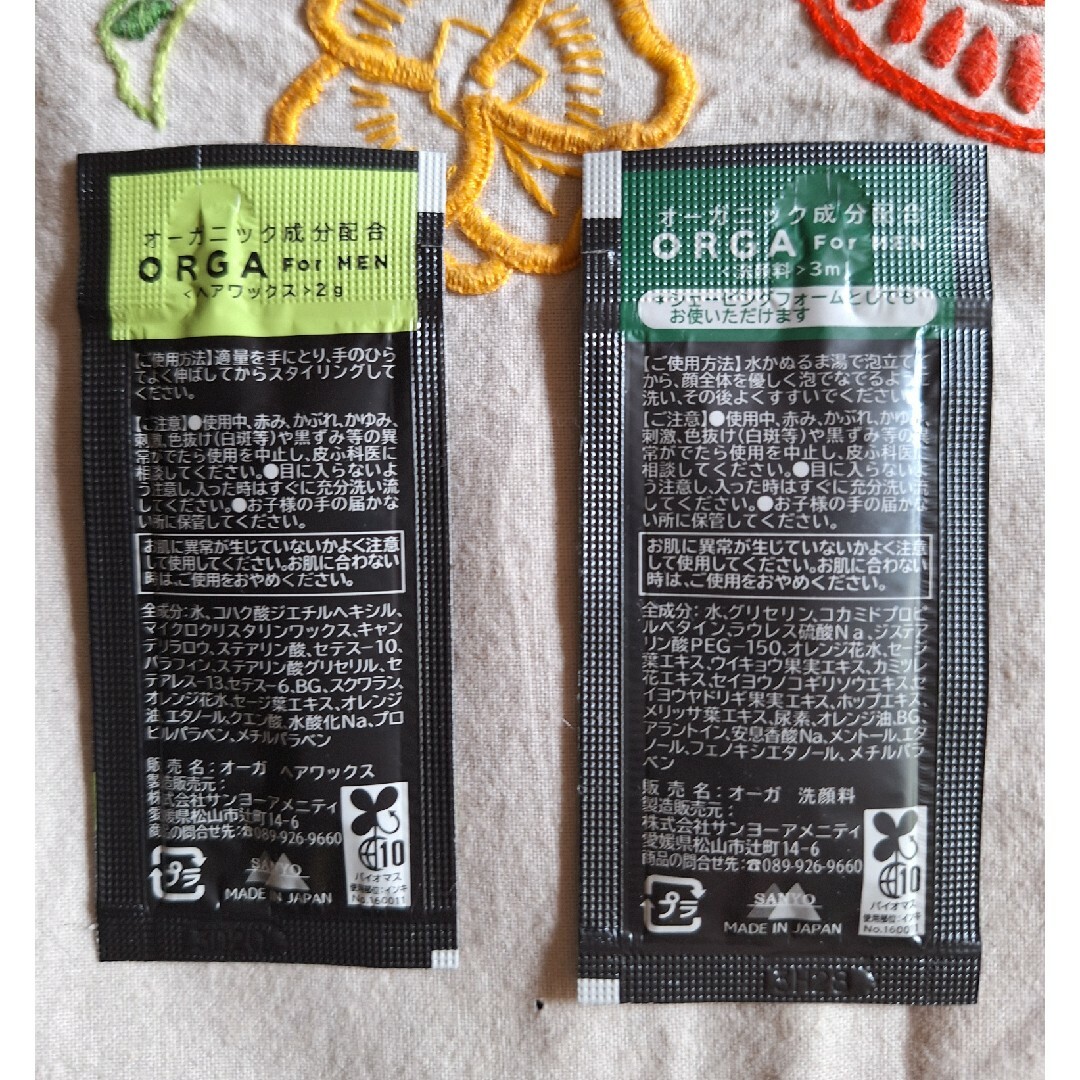 オーガニック成分配合
ORGA For MEN
<ヘアワックス>2g
【ご使用方法】適量を手にとり、手のひら
でよく伸ばしてからスタイリングして
ください。
【ご注意】●使用中、赤み、かぶれ、かゆみ、
刺激、色抜け(白斑等)や黒ずみ等の異
常がでたら使用を中止し、皮ふ科医に
相談してください。●目に入らないよ
う注意し、入った時はすぐに充分洗い流
してください。●お子様の手の届かな
い所に保管してください。
お肌に異常が生じていないかよく注意
して使用してください。お肌に合わない
時は、ご使用をおやめください。
全成分:水、コハク酸ジエチルヘキシル、
マイクロクリスタリンワックス、キャン
デリラロウ、ステアリン酸、セテス-10、
パラフィン、ステアリン酸グリセリル、セ
テアレス-13、セテス-6、BG、スクワラン、
オレンジ花水、セージ葉エキス、オレンジ
油、エタノール、クエン酸、水酸化Na、プロ
ピルパラベン、メチルパラベン
販売名:オーガ ヘアワックス
製造販売元:
株式会社サンヨーアメニティ
愛媛県松山市辻町14-6
商品の問合せ先:☎089-926-9660
プラ
SANYO
MADE IN JAPAN
10
バイオマス
使用部位:インキ
No.160011
オーガニック成分配合
ORGA For MEN
<洗顔料>3ml
＊シェービングフォームとしても
お使いいただけます
【ご使用方法】水かぬるま湯で泡立て
から、顔全体を優しく泡でなでるように
洗い、その後よくすすいでください。
【ご注意】●使用中、赤み、かぶれ、かゆみ、
刺激、色抜け(白斑等)や黒ずみ等の異
常がでたら使用を中止し、皮ふ科医に
相談してください。●目に入らないよ
う注意し、入った時はすぐに充分洗い流
してください。●お子様の手の届かな
い所に保管してください。
お肌に異常が生じていないかよく注意
して使用してください。お肌に合わない
時は、ご使用をおやめください。
全成分:水、グリセリン、コカミドプロピ
ルベタイン、ラウレス硫酸Na、ジステア
リン酸PEG-150、オレンジ花水、セージ
葉エキス、ウイキョウ果実エキス、カミツレ
花エキス、セイヨウノコギリソウエキス、セ
イヨウヤドリギ果実エキス、ホップエキス、
メリッサ葉エキス、尿素、オレンジ油、BG、
アラントイン、安息香酸Na、メントール、エタ
ノール、フェノキシエタノール、メチルパラ
ベン
販売名:オーガ 洗顔料
製造販売元:
株式会社サンヨーアメニティ
愛媛県松山市辻町14-6
商品の問合せ先:☎089-926-9660
プラ
SANYO
MADE IN JAPAN
10
バイオマス
使用部位:インキ
No.160011